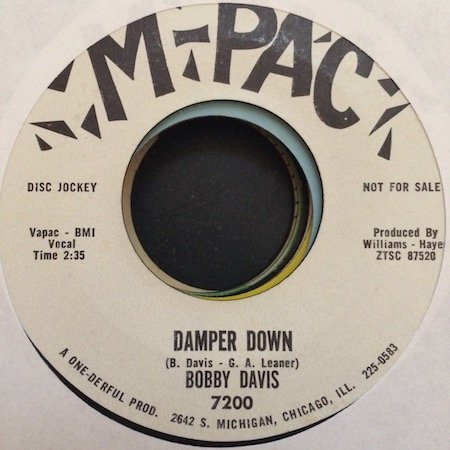 M-PAC
DISC JOCKEY
NOT FOR SALE
Vapac - BMI
Vocal
Time 2:35
Produced By
Williams - Haye
ZTSC 87520
DAMPER DOWN
(B. Davis - G. A. Leaner)
BOBBY DAVIS
7200
A ONE-DERFUL PROD. 2642 S. MICHIGAN, CHICAGO, ILL. 225-0583